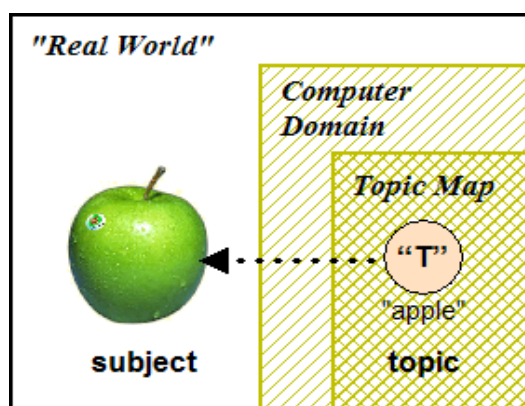 "Real World"
Computer
Domain
Topic Map
“T”
"apple"
subject
topic